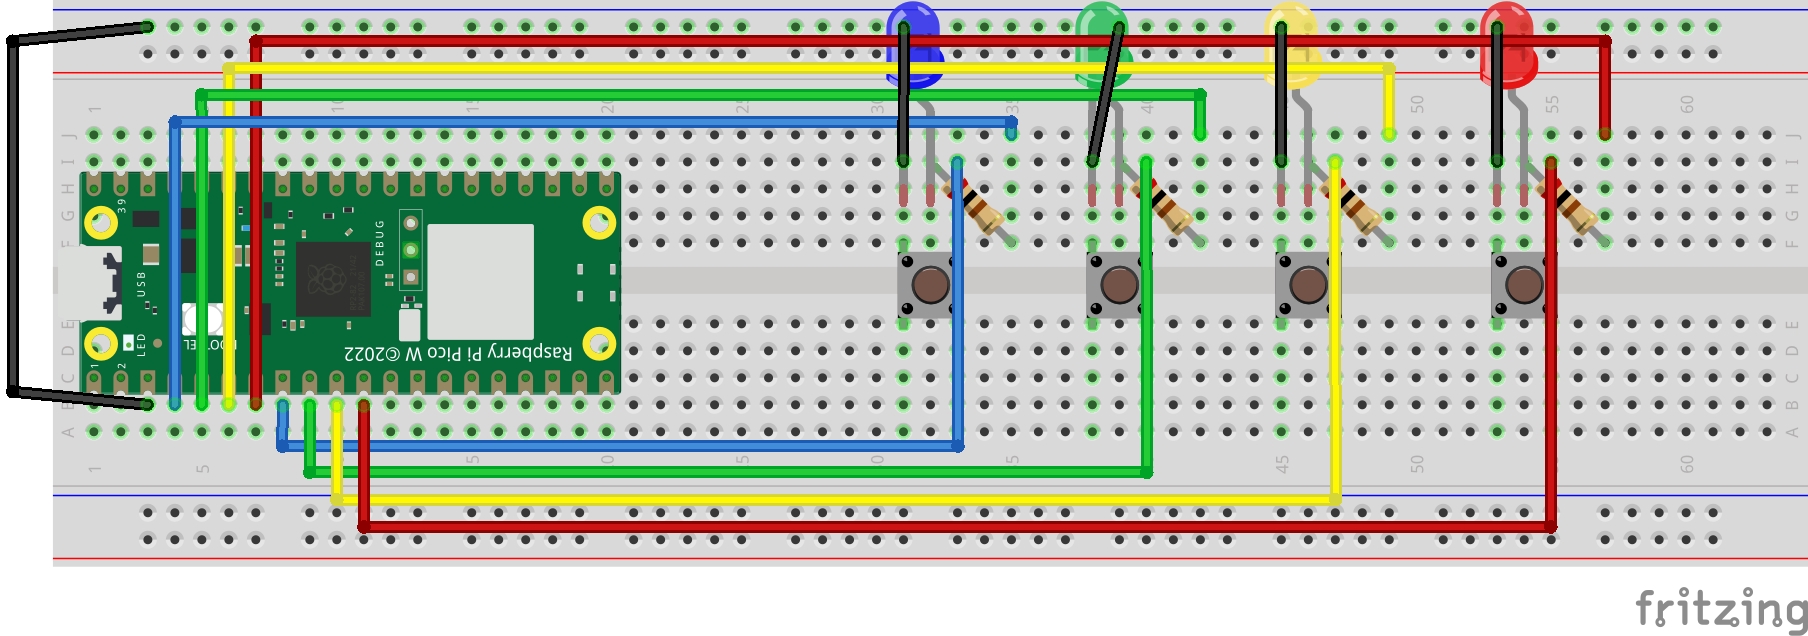 1 10 15 20 25 30 35 40 50 55 60
J J
I I
H H
G G
F F
E E
D D
C C
B B
A A
39
USB
DEBUG
LED
1
2
Raspberry Pi Pico W ©2022
1 5 15 20 25 30 35 45 50 60
fritzing